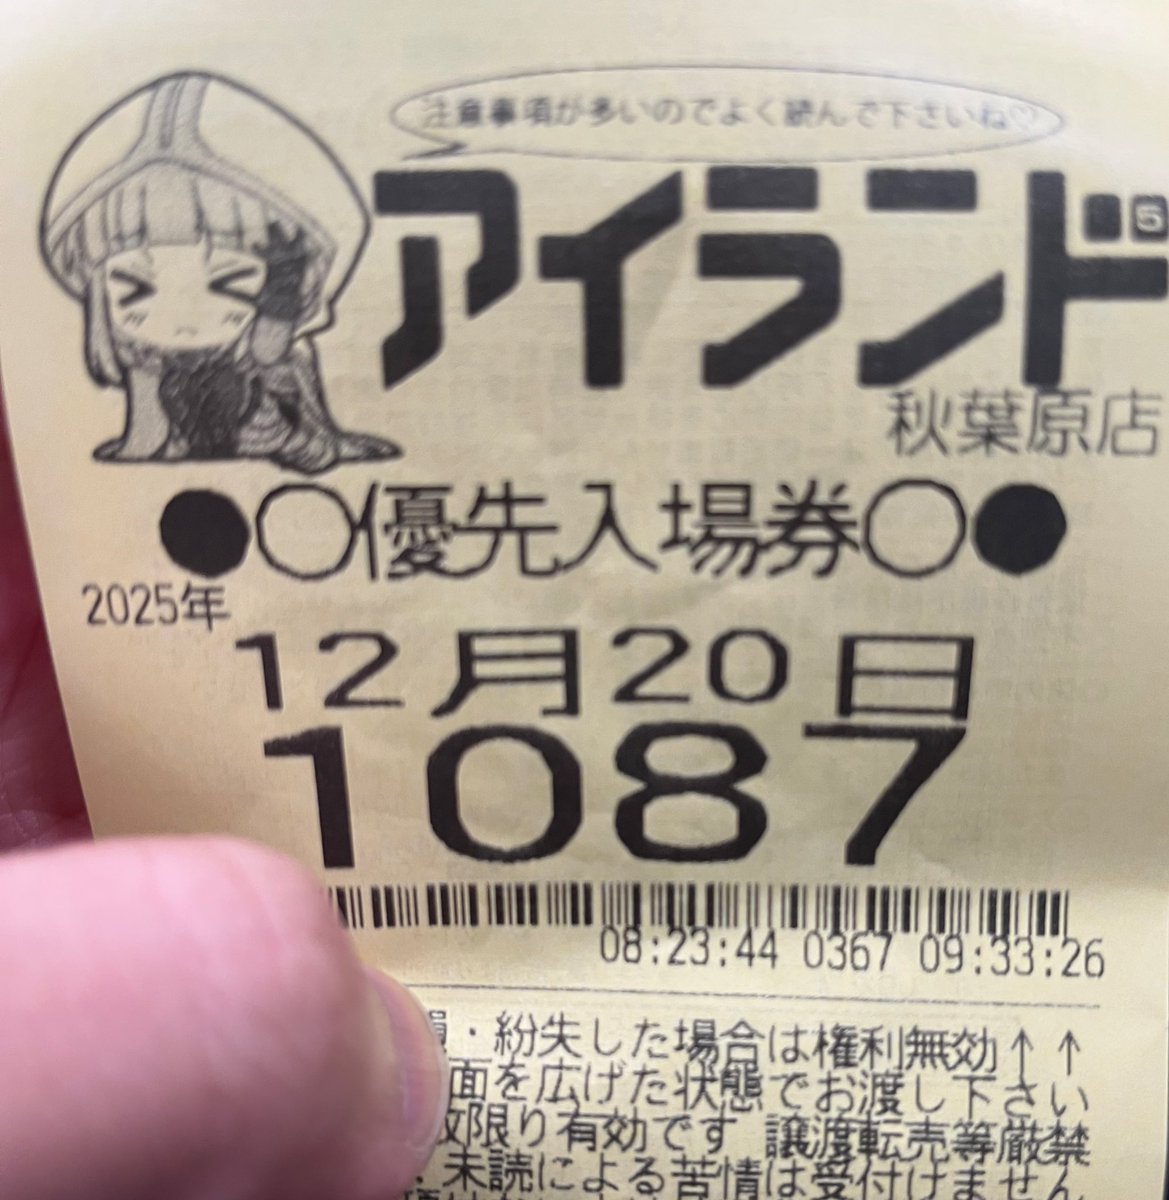 注意事項が多いのでよく読んで下さいね♡
アイランド
5
秋葉原店
●○優先入場券○●
2025年
12月20日
1087
08:23:44 0367 09:33:26
・紛失した場合は権利無効↑↑
面を広げた状態でお渡し下さい
限り有効です 譲渡転売等厳禁
未読による苦情は受付けません